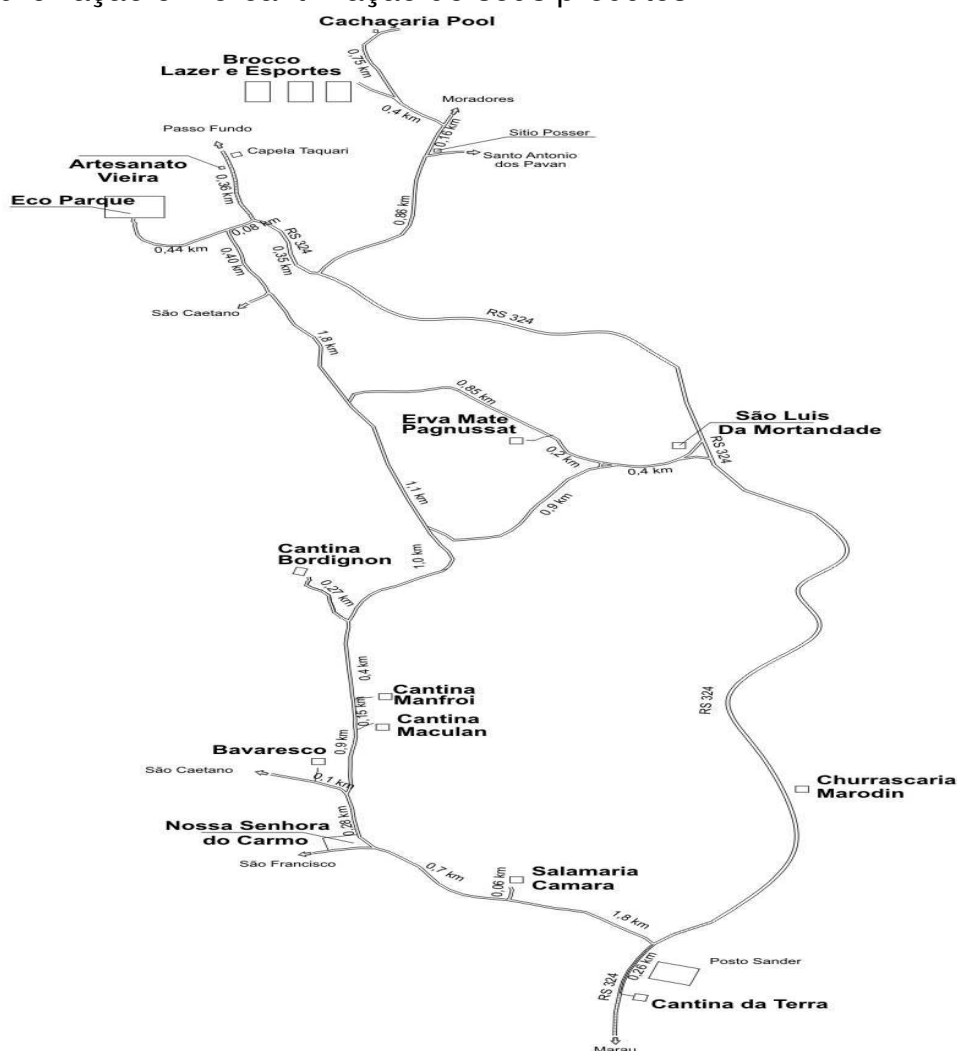 Cachaçaria Pool
0,75 km
Brocco
Lazer e Esportes
0,4 km
Moradores
0,16 km
Sitio Posser
Santo Antonio
dos Pavan
Passo Fundo
Capela Taquari
Artesanato
Vieira
0,36 km
Eco Parque
0,86 km
0,08 km
RS 324
0,44 km
0,40 km
0,35 km
São Caetano
RS 324
1,8 km
0,85 km
Erva Mate
Pagnussat
São Luis
Da Mortandade
RS 324
0,2 km
0,4 km
1,1 km
0,9 km
Cantina
Bordignon
1,0 km
0,27 km
0,4 km
Cantina
Manfroi
RS 324
0,15 km
Cantina
Maculan
0,9 km
Bavaresco
São Caetano
0,1 km
Churrascaria
Marodin
0,28 km
Nossa Senhora
do Carmo
São Francisco
0,7 km
0,06 km
Salamaria
Camara
1,8 km
Posto Sander
0,26 km
RS 324
Cantina da Terra
Marau